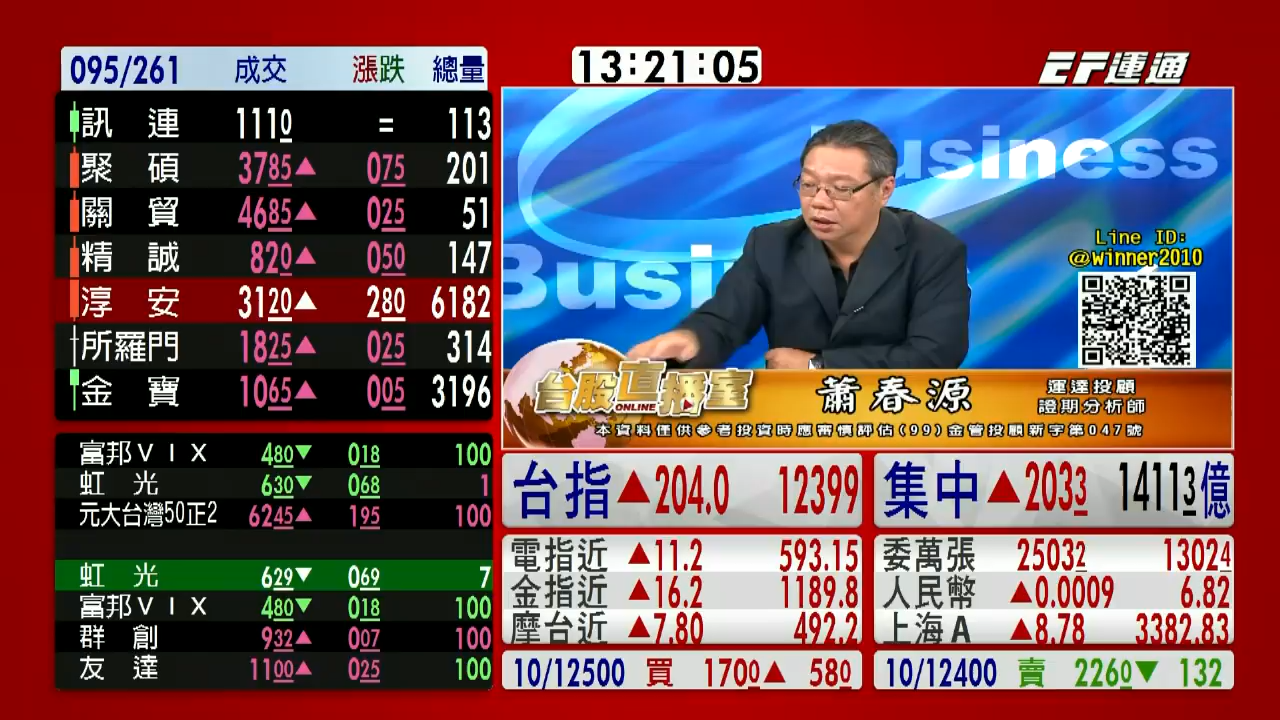 095/261 成交 漲跌 總量
訊連 1110 = 113
聚碩 3785▲ 075 201
關貿 4685▲ 025 51
精誠 820▲ 050 147
淳安 3120▲ 280 6182
所羅門 1825▲ 025 314
金寶 1065▲ 005 3196
富邦VIX 480▼ 018 100
虹光 630▼ 068 1
元大台灣50正2 6245▲ 195 100
虹光 629▼ 069 7
富邦VIX 480▼ 018 100
群創 932▲ 007 100
友達 1100▲ 025 100
13:21:05
EF運通
Business
Business
Line ID:
@winner2010
台股直播室
ONLINE
蕭春源
運達投顧
證期分析師
本資料僅供參考投資時應審慎評估(99)金管投顧新字第047號
台指▲204.0 12399
集中▲2033 14113億
電指近 ▲11.2 593.15
金指近 ▲16.2 1189.8
摩台近 ▲7.80 492.2
委萬張 25032 13024
人民幣 ▲0.0009 6.82
上海A ▲8.78 3382.83
10/12500 買 1700▲ 580
10/12400 賣 2260▼ 132